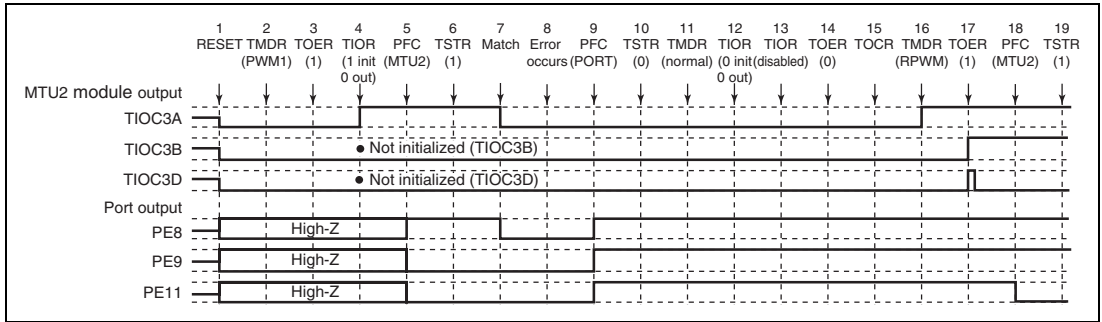 1 2 3 4 5 6 7 8 9 10 11 12 13 14 15 16 17 18 19
RESET TMDR TOER TIOR PFC TSTR Match Error PFC TSTR TMDR TIOR TIOR TOER TOCR TMDR TOER PFC TSTR
(PWM1) (1) (1 init (MTU2) (1) occurs (PORT) (0) (normal) (0 init (disabled) (0) (RPWM) (1) (MTU2) (1)
0 out) 0 out)
MTU2 module output
TIOC3A
TIOC3B • Not initialized (TIOC3B)
TIOC3D • Not initialized (TIOC3D)
Port output
PE8 High-Z
PE9 High-Z
PE11 High-Z